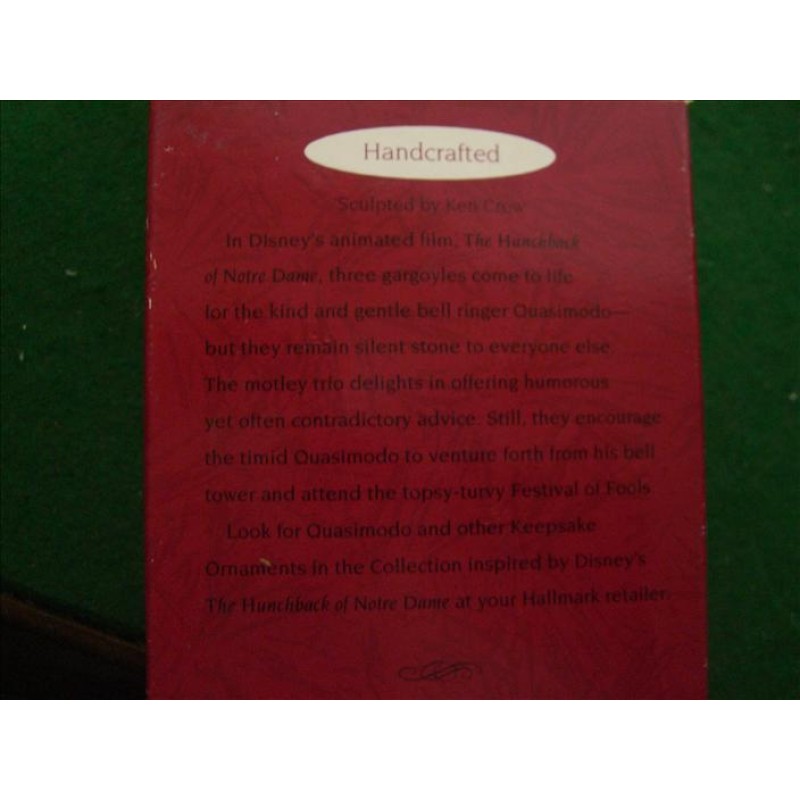 Handcrafted
Sculpted by Ken Crow
In Disney's animated film, The Hunchback
of Notre Dame, three gargoyles come to life
for the kind and gentle bell ringer Quasimodo—
but they remain silent stone to everyone else.
The motley trio delights in offering humorous
yet often contradictory advice. Still, they encourage
the timid Quasimodo to venture forth from his bell
tower and attend the topsy-turvy Festival of Fools.
Look for Quasimodo and other Keepsake
Ornaments in the Collection inspired by Disney's
The Hunchback of Notre Dame at your Hallmark retailer.